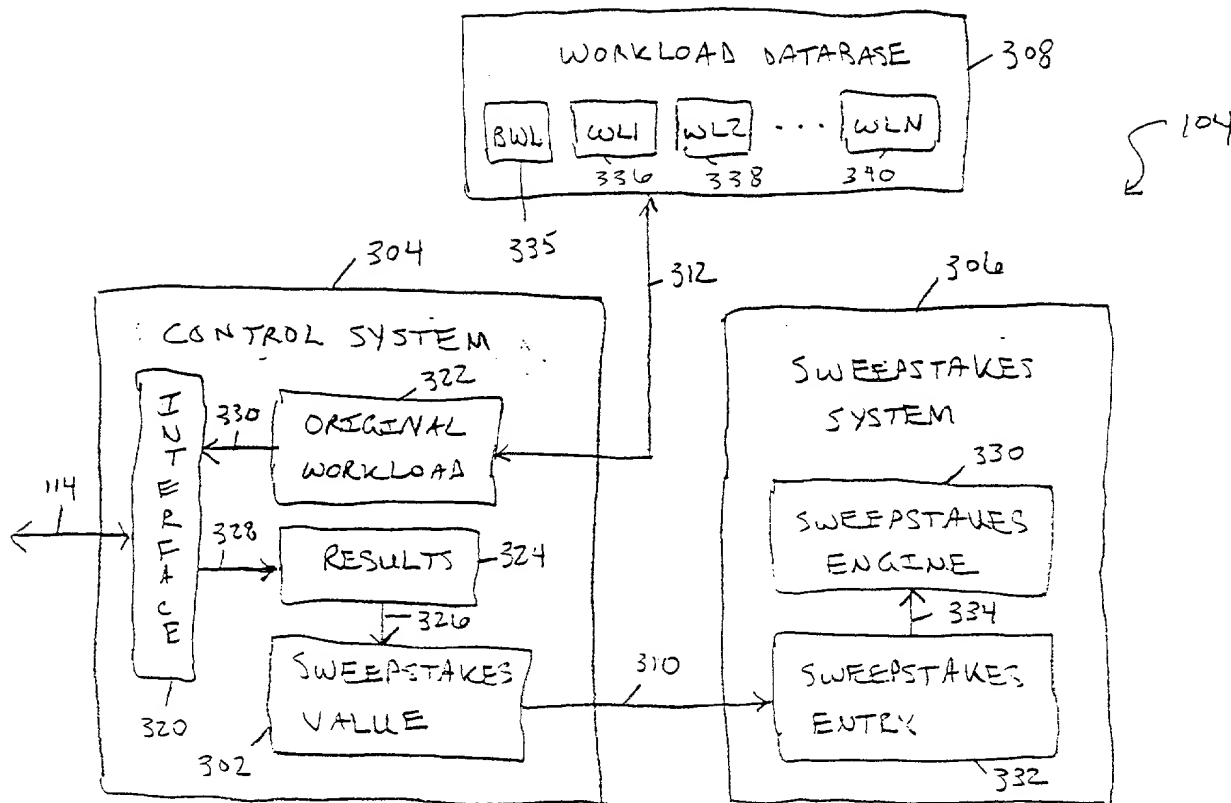 WORKLOAD DATABASE
308
BWL WL1 WL2 ... WLN
336 338 340
335
104
304
312
306
CONTROL SYSTEM
322
INTERFACE
330
ORIGINAL
WORKLOAD
114
328
RESULTS
324
326
SWEEPSTAKES
VALUE
320
302
310
SWEEPSTAKES
SYSTEM
330
SWEEPSTAKES
ENGINE
334
SWEEPSTAKES
ENTRY
332